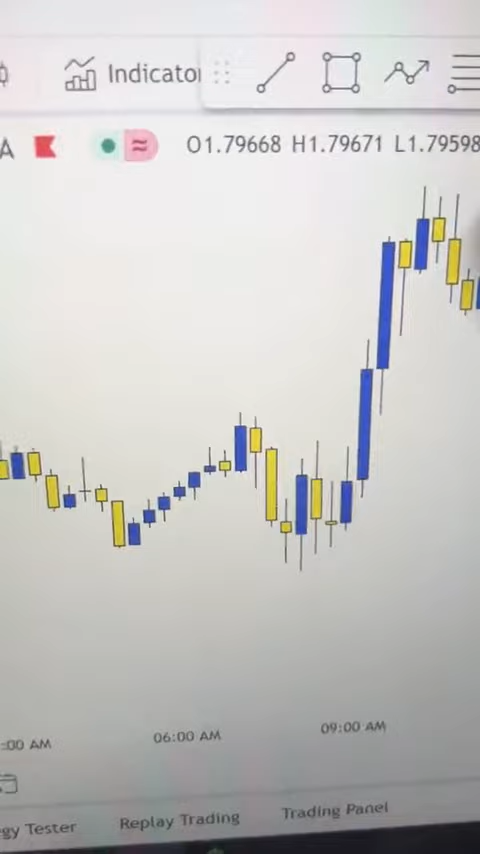 Indicato
A O1.79668 H1.79671 L1.79598
:00 AM 06:00 AM 09:00 AM
gy Tester Replay Trading Trading Panel